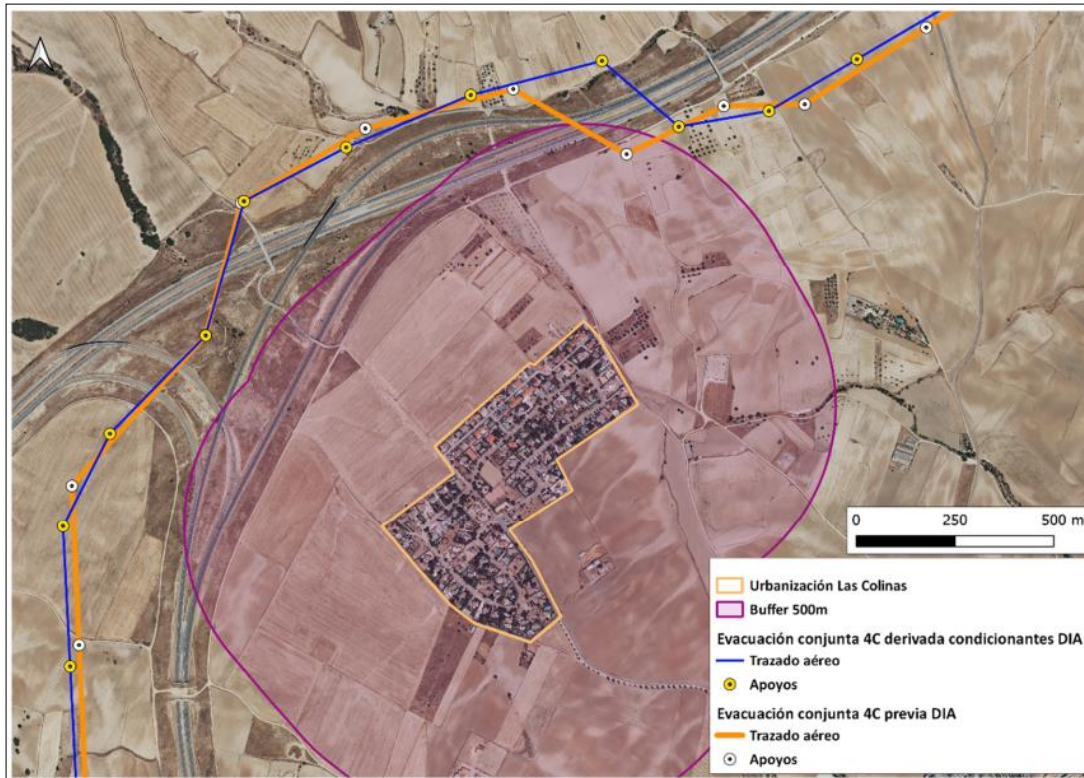 0 250 500 m
Urbanización Las Colinas
Buffer 500m
Evacuación conjunta 4C derivada condicionantes DIA
Trazado aéreo
Apoyos
Evacuación conjunta 4C previa DIA
Trazado aéreo
Apoyos